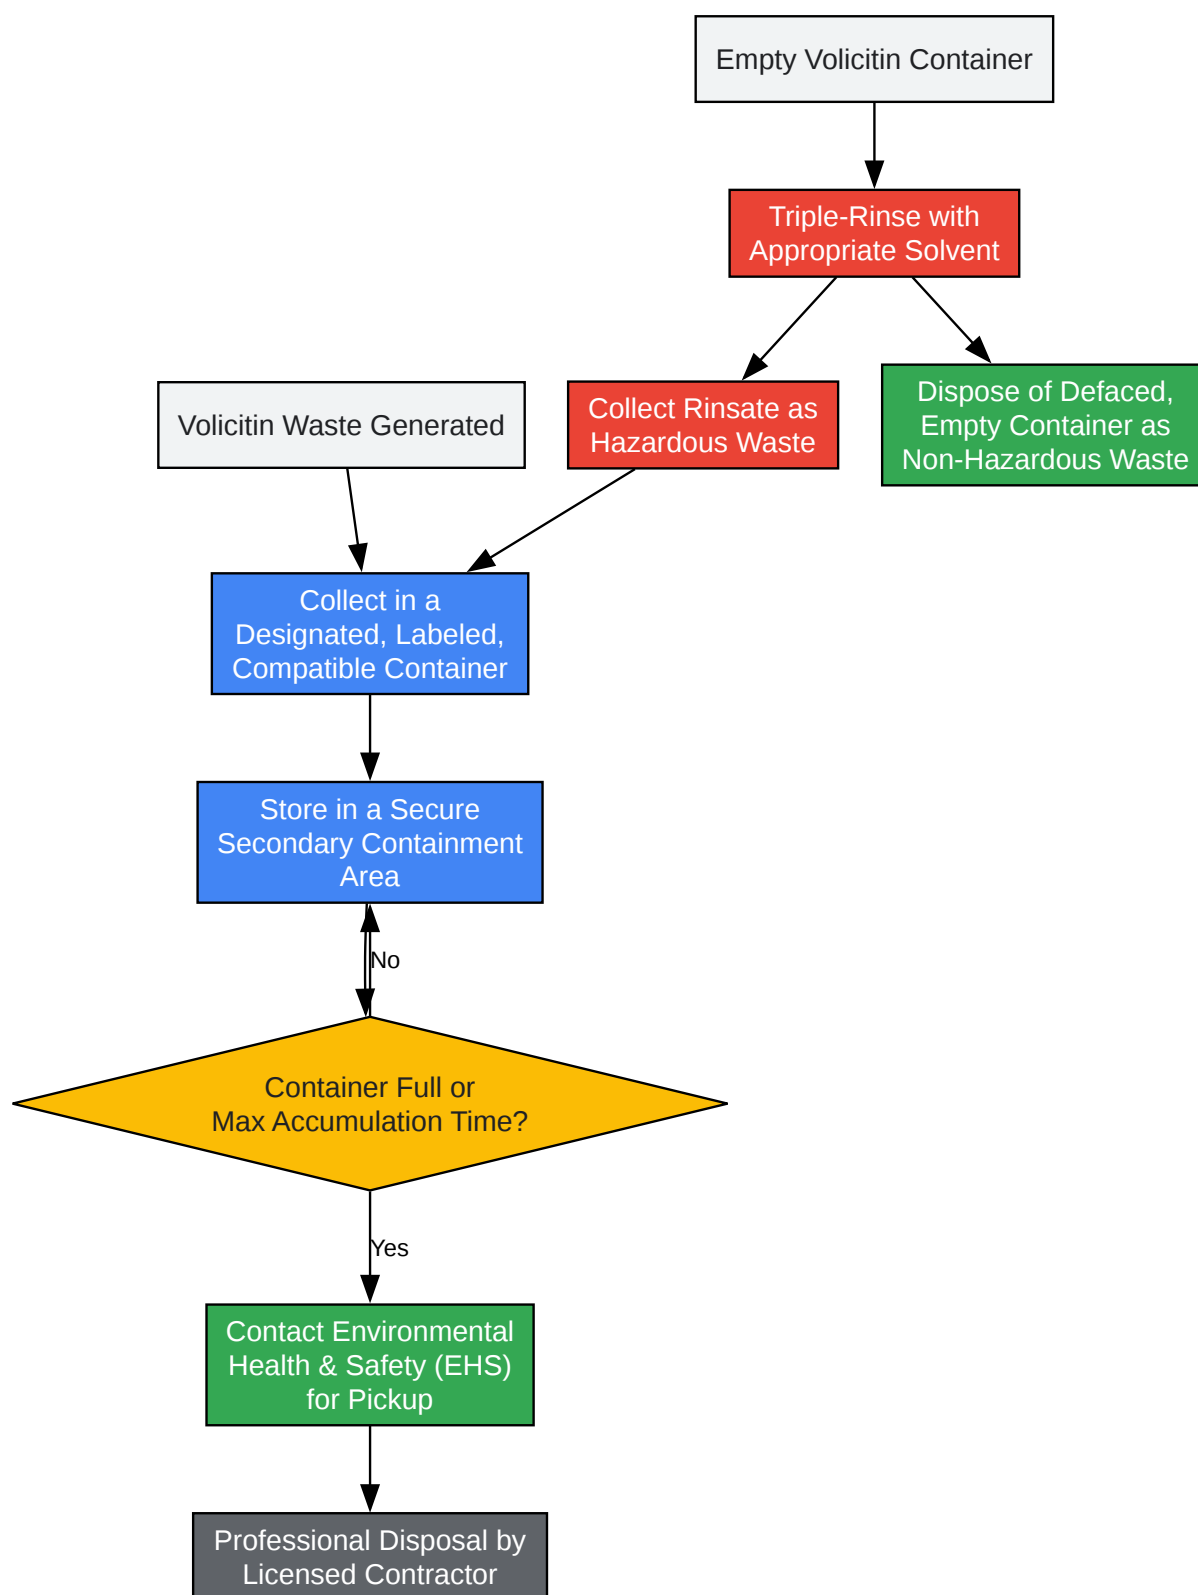 Empty Volicitin Container
Triple-Rinse with
Appropriate Solvent
Volicitin Waste Generated
Collect Rinsate as
Hazardous Waste
Dispose of Defaced,
Empty Container as
Non-Hazardous Waste
Collect in a
Designated, Labeled,
Compatible Container
Store in a Secure
Secondary Containment
Area
No
Container Full or
Max Accumulation Time?
Yes
Contact Environmental
Health & Safety (EHS)
for Pickup
Professional Disposal by
Licensed Contractor